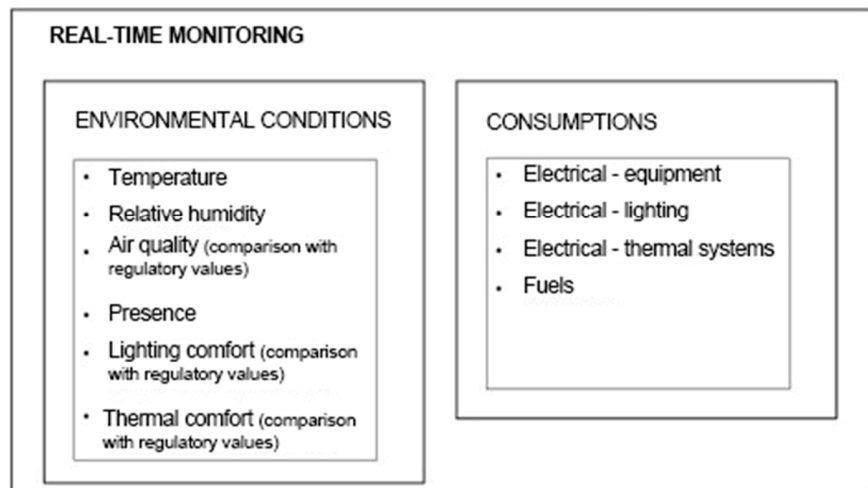 REAL-TIME MONITORING
ENVIRONMENTAL CONDITIONS
• Temperature
• Relative humidity
• Air quality (comparison with
regulatory values)
• Presence
• Lighting comfort (comparison
with regulatory values)
• Thermal comfort (comparison
with regulatory values)
CONSUMPTIONS
• Electrical - equipment
• Electrical - lighting
• Electrical - thermal systems
• Fuels